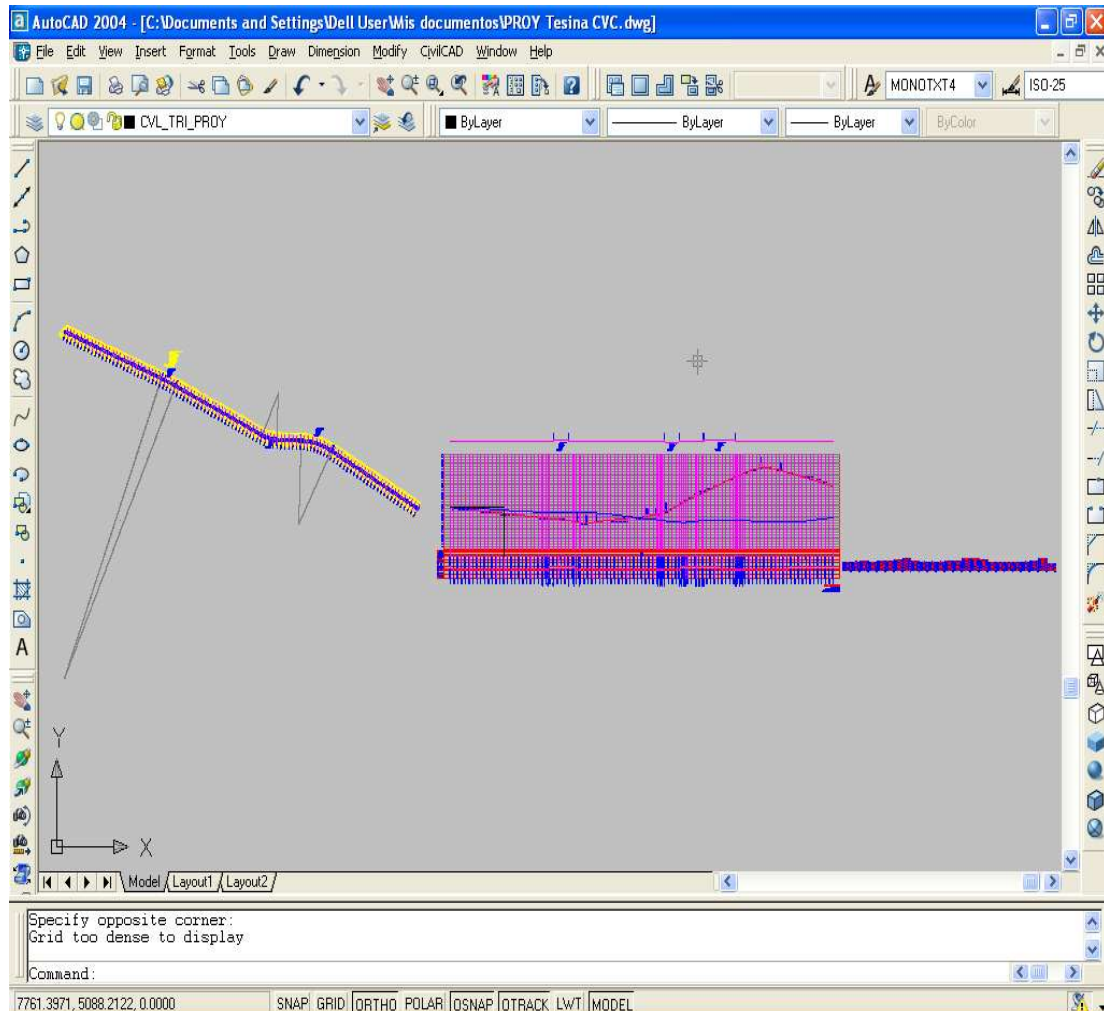 a AutoCAD 2004 - [C:\Documents and Settings\Dell User\Mis documentos\PROY Tesina CVC.dwg]
File Edit View Insert Format Tools Draw Dimension Modify CivilCAD Window Help
MONOTXT4 ISO-25
CVL_TRI_PROY ByLayer ByLayer ByLayer ByColor
A
Y
X
Model Layout1 Layout2
Specify opposite corner:
Grid too dense to display
Command:
7761.3971, 5088.2122, 0.0000 SNAP GRID ORTHO POLAR OSNAP OTRACK LWT MODEL